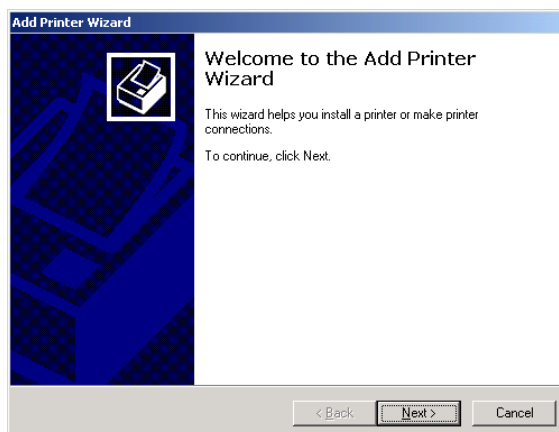 Add Printer Wizard
Welcome to the Add Printer
Wizard
This wizard helps you install a printer or make printer
connections.
To continue, click Next.
< Back
Next >
Cancel